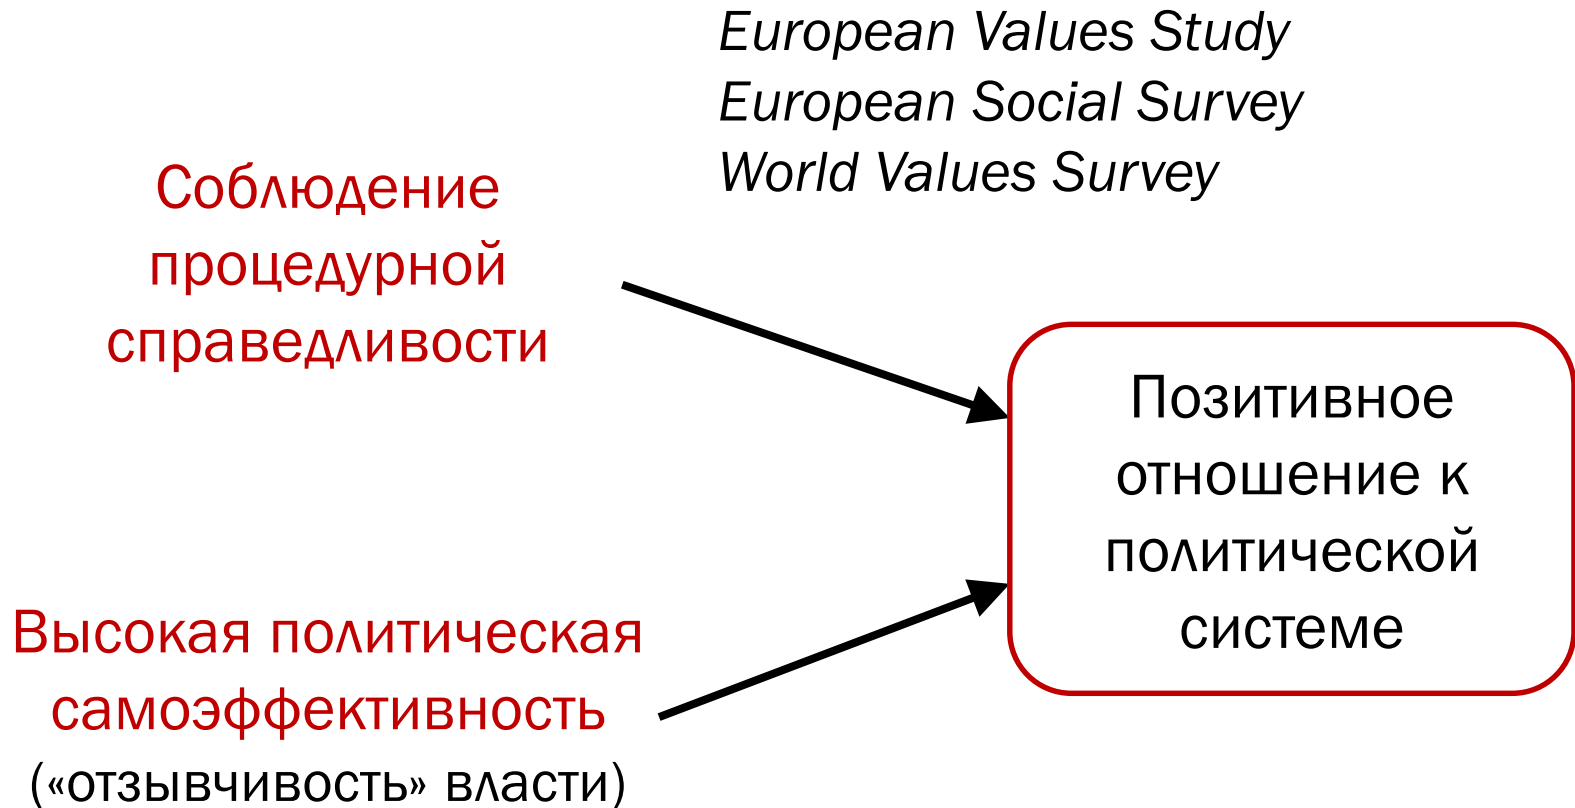 European Values Study
European Social Survey
World Values Survey
Соблюдение
процедурной
справедливости
Позитивное
отношение к
политической
системе
Высокая политическая
самоэффективность
(«отзывчивость» власти)